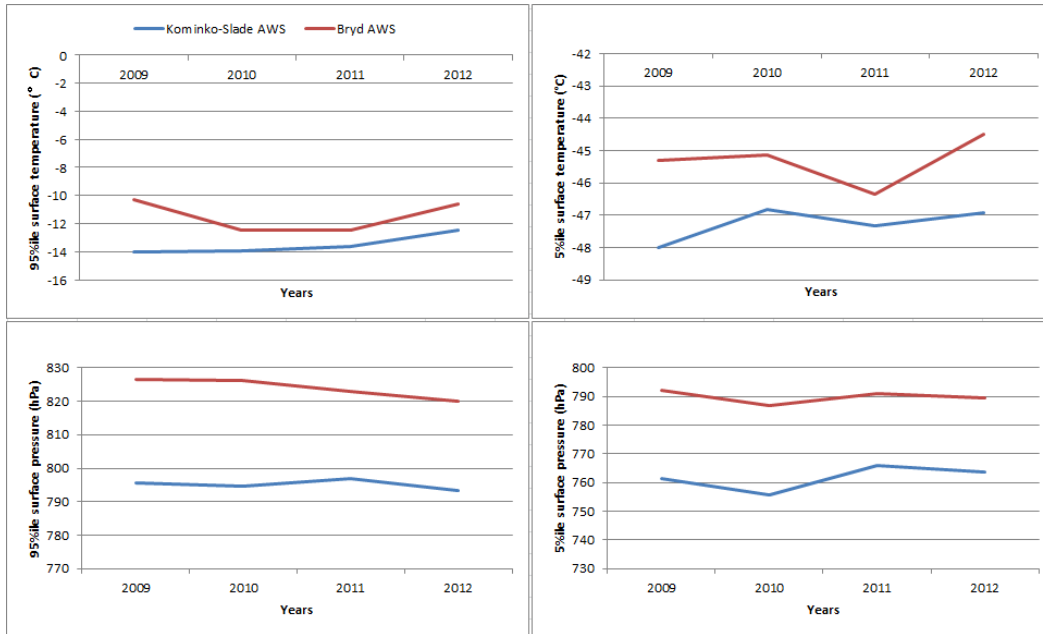 Kominko-Slade AWS
Bryd AWS
95%ile surface temperature (° C)
0
-2
-4
-6
-8
-10
-12
-14
-16
2009 2010 2011 2012
Years
5%ile surface temperature (°C)
-42
-43
-44
-45
-46
-47
-48
-49
2009 2010 2011 2012
Years
95%ile surface pressure (hPa)
830
820
810
800
790
780
770
2009 2010 2011 2012
Years
5%ile surface pressure (hPa)
800
790
780
770
760
750
740
730
2009 2010 2011 2012
Years